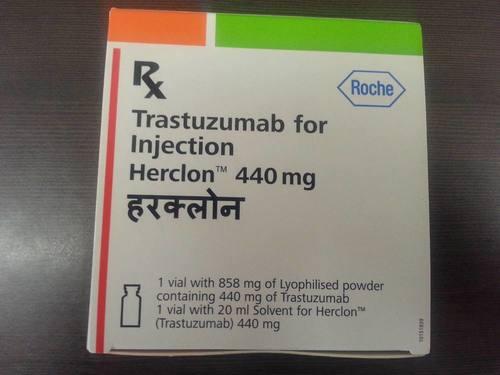 Rx
Roche
Trastuzumab for
Injection
Herclon™ 440 mg
हरक्लोन
1 vial with 858 mg of Lyophilised powder
containing 440 mg of Trastuzumab
1 vial with 20 ml Solvent for Herclon™
(Trastuzumab) 440 mg